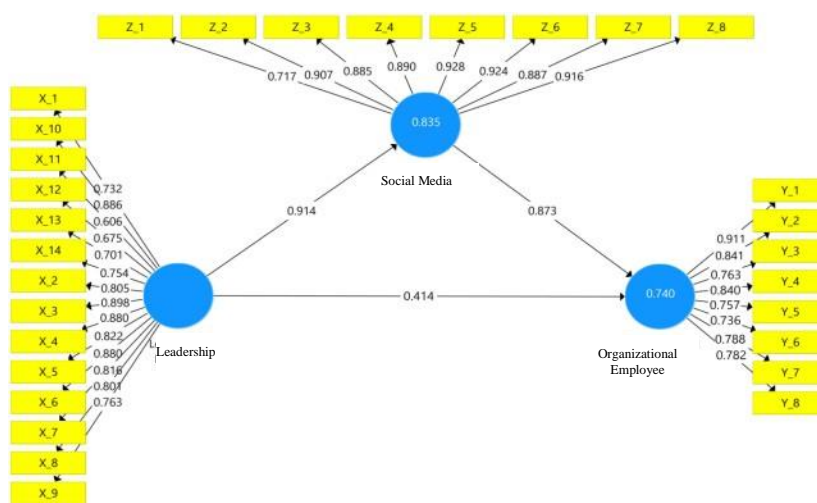 Z_1 Z_2 Z_3 Z_4 Z_5 Z_6 Z_7 Z_8
0.717 0.907 0.885 0.890 0.928 0.924 0.887 0.916
0.835
Social Media
X_1
X_10
X_11
X_12
X_13
X_14
X_2
X_3
X_4
X_5
X_6
X_7
X_8
X_9
0.732
0.886
0.606
0.675
0.701
0.754
0.805
0.898
0.880
0.822
0.880
0.816
0.801
0.763
Leadership
0.914
0.873
0.414
0.740
Organizational
Employee
0.911
0.841
0.763
0.840
0.757
0.736
0.788
0.782
Y_1
Y_2
Y_3
Y_4
Y_5
Y_6
Y_7
Y_8